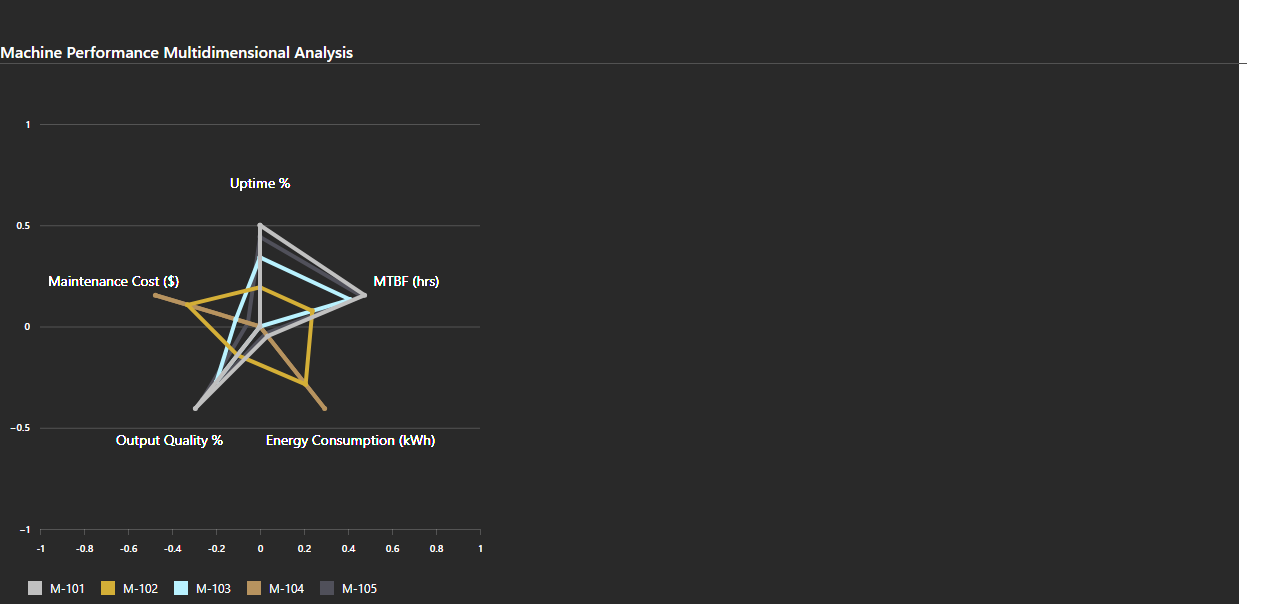 Machine Performance Multidimensional Analysis
1
Uptime %
0.5
Maintenance Cost ($)
MTBF (hrs)
0
−0.5
Output Quality %
Energy Consumption (kWh)
−1
-1 -0.8 -0.6 -0.4 -0.2 0 0.2 0.4 0.6 0.8 1
M-101 M-102 M-103 M-104 M-105